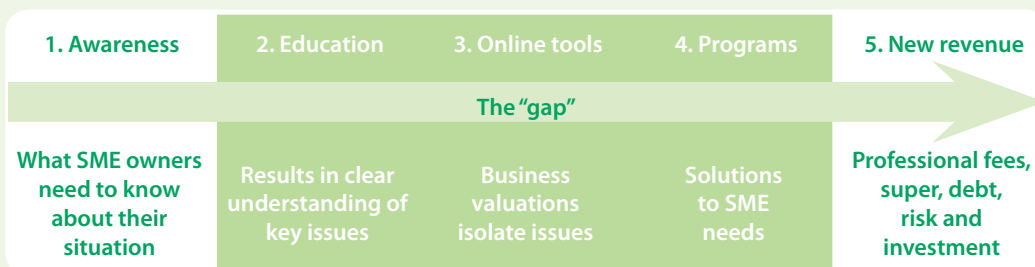 1. Awareness
2. Education
3. Online tools
4. Programs
5. New revenue
The "gap"
What SME owners
need to know
about their
situation
Results in clear
understanding of
key issues
Business
valuations
isolate issues
Solutions
to SME
needs
Professional fees,
super, debt,
risk and
investment